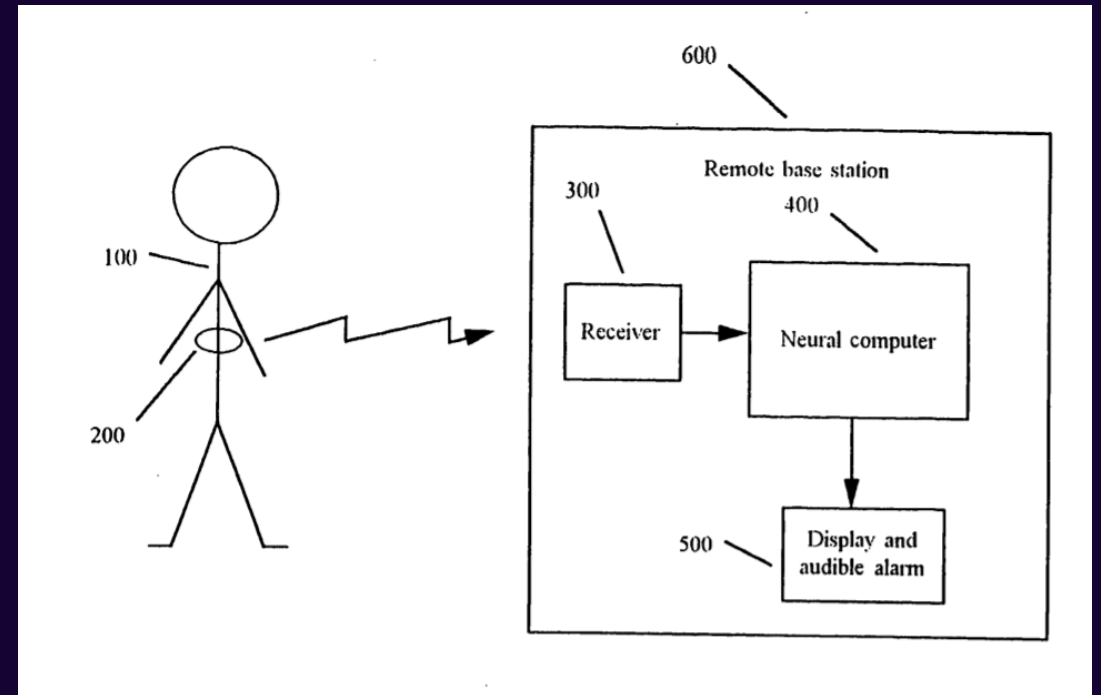 600
Remote base station
300
400
100
Receiver
Neural computer
200
500
Display and
audible alarm